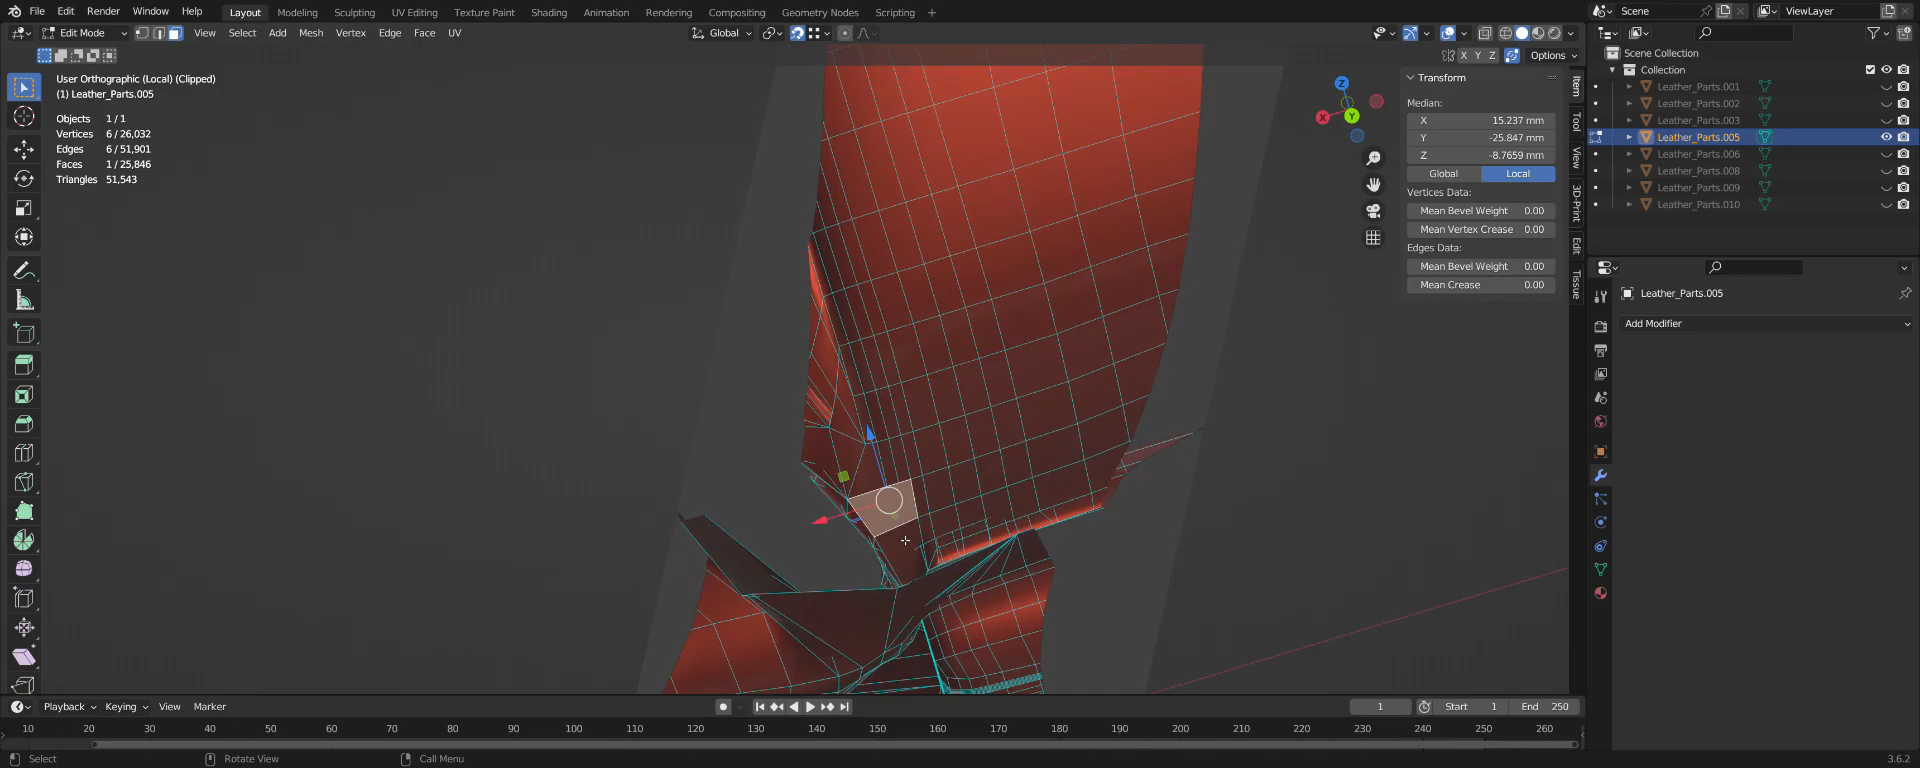 File Edit Render Window Help Layout Modeling Sculpting UV Editing Texture Paint Shading Animation Rendering Compositing Geometry Nodes Scripting + Scene ViewLayer
Edit Mode View Select Add Mesh Vertex Edge Face UV Global
X Y Z Options
User Orthographic (Local) (Clipped)
(1) Leather_Parts.005
Objects 1 / 1
Vertices 6 / 26,032
Edges 6 / 51,901
Faces 1 / 25,846
Triangles 51,543
Z
X
Y
Transform
Median:
X 15.237 mm
Y -25.847 mm
Z -8.7659 mm
Global Local
Vertices Data:
Mean Bevel Weight 0.00
Mean Vertex Crease 0.00
Edges Data:
Mean Bevel Weight 0.00
Mean Crease 0.00
Item
Tool
View
3D-Print
Edit
Tissue
Scene Collection
Collection
Leather_Parts.001
Leather_Parts.002
Leather_Parts.003
Leather_Parts.005
Leather_Parts.006
Leather_Parts.008
Leather_Parts.009
Leather_Parts.010
Leather_Parts.005
Add Modifier
Playback Keying View Marker 1 Start 1 End 250
10 20 30 40 50 60 70 80 90 100 110 120 130 140 150 160 170 180 190 200 210 220 230 240 250 260
Select Rotate View Call Menu 3.6.2